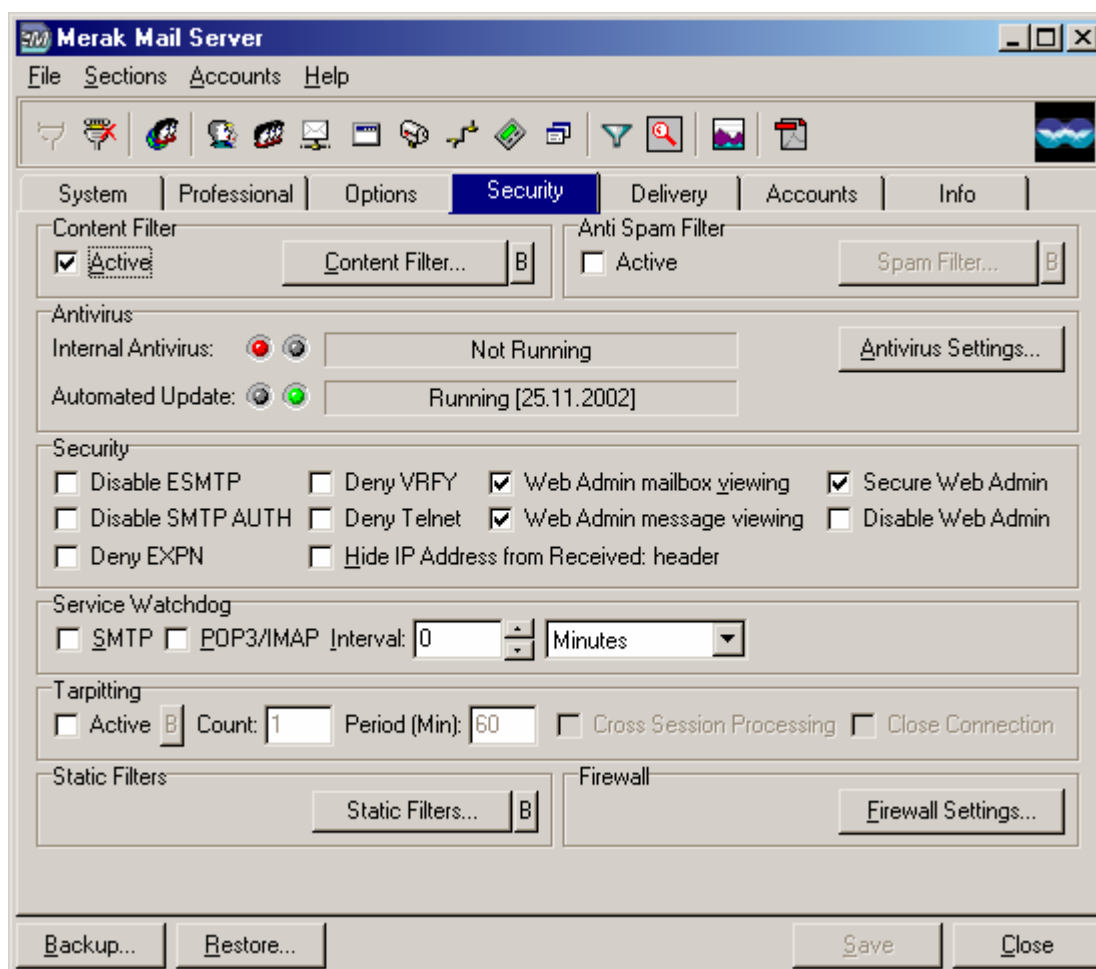 Merak Mail Server
File Sections Accounts Help
System Professional Options Security Delivery Accounts Info
Content Filter Anti Spam Filter
Active Content Filter... B Active Spam Filter... B
Antivirus
Internal Antivirus: Not Running Antivirus Settings...
Automated Update: Running [25.11.2002]
Security
Disable ESMTP Deny VRFY Web Admin mailbox viewing Secure Web Admin
Disable SMTP AUTH Deny Telnet Web Admin message viewing Disable Web Admin
Deny EXPN Hide IP Address from Received: header
Service Watchdog
SMTP POP3/IMAP Interval: 0 Minutes
Tarpitting
Active B Count: 1 Period (Min): 60 Cross Session Processing Close Connection
Static Filters Firewall
Static Filters... B Firewall Settings...
Backup... Restore... Save Close